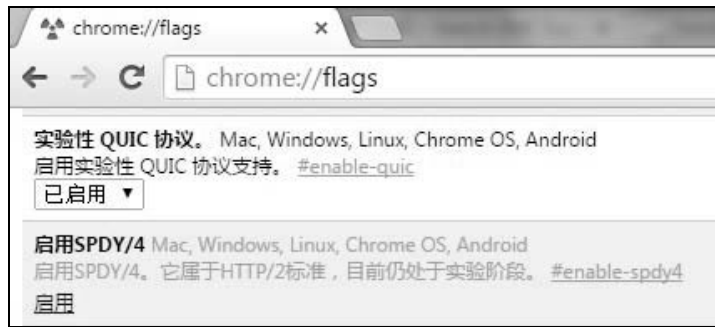 chrome://flags
chrome://flags
实验性 QUIC 协议。 Mac, Windows, Linux, Chrome OS, Android
启用实验性 QUIC 协议支持。 #enable-quic
已启用
启用SPDY/4 Mac, Windows, Linux, Chrome OS, Android
启用SPDY/4。它属于HTTP/2标准，目前仍处于实验阶段。 #enable-spdy4
启用